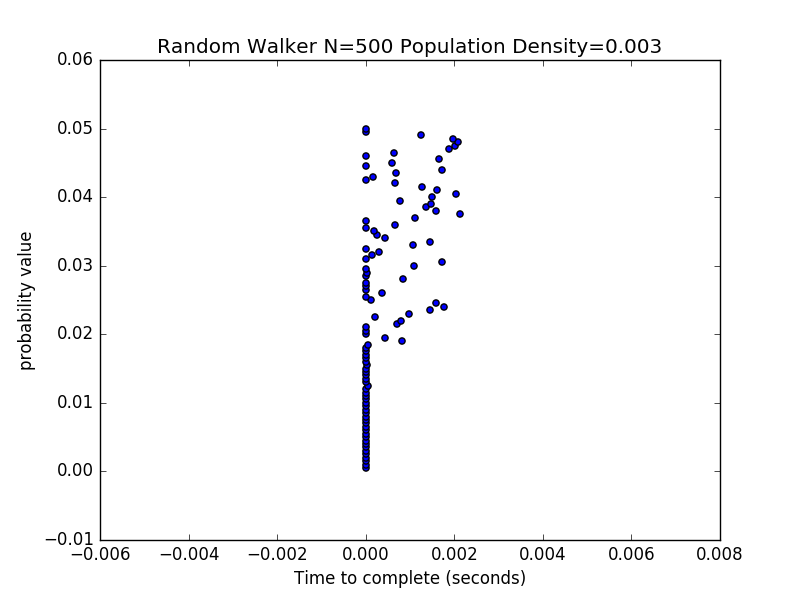 Random Walker N=500 Population Density=0.003
0.06
0.05
0.04
0.03
0.02
0.01
0.00
−0.01
probability value
−0.006 −0.004 −0.002 0.000 0.002 0.004 0.006 0.008
Time to complete (seconds)